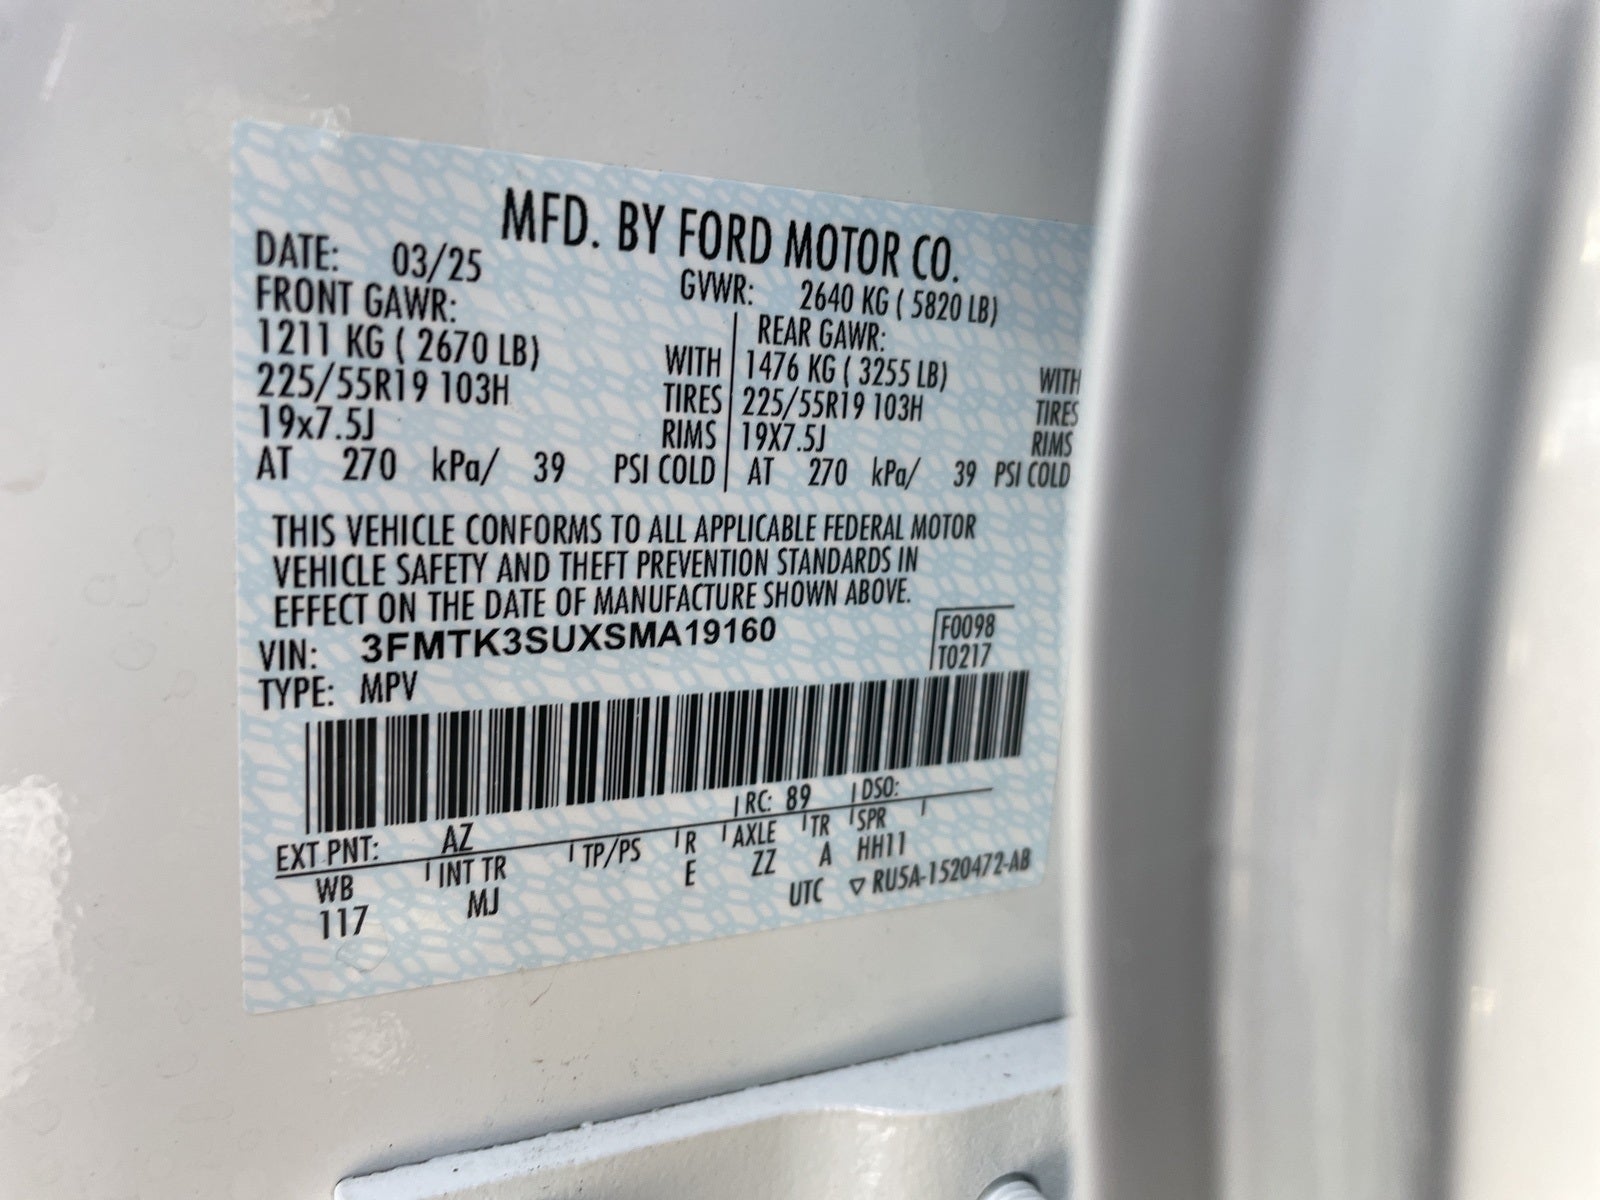 MFD. BY FORD MOTOR CO.
DATE: 03/25 GVWR: 2640 KG ( 5820 LB)
FRONT GAWR: REAR GAWR:
1211 KG ( 2670 LB) WITH 1476 KG ( 3255 LB) WITH
225/55R19 103H TIRES 225/55R19 103H TIRES
19x7.5J RIMS 19X7.5J RIMS
AT 270 kPa/ 39 PSI COLD AT 270 kPa/ 39 PSI COLD
THIS VEHICLE CONFORMS TO ALL APPLICABLE FEDERAL MOTOR
VEHICLE SAFETY AND THEFT PREVENTION STANDARDS IN
EFFECT ON THE DATE OF MANUFACTURE SHOWN ABOVE.
VIN: 3FMTK3SUXSMA19160 F0098
TYPE: MPV T0217
EXT PNT: AZ RC: 89 DSO:
WB INT TR TP/PS R AXLE TR SPR
117 MJ E ZZ A HH11
UTC ▽ RU5A-1520472-AB